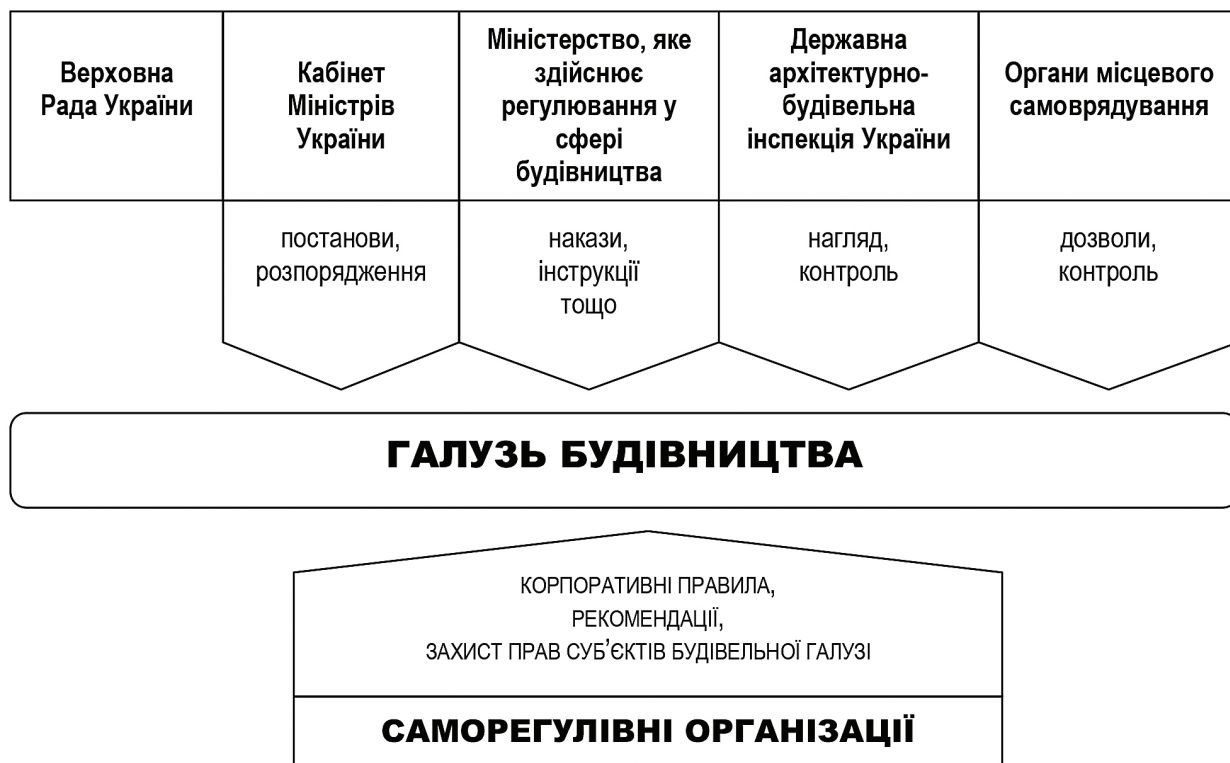 Верховна
Рада України
Кабінет
Міністрів
України
Міністерство, яке
здійснює
регулювання у
сфері
будівництва
Державна
архітектурно-
будівельна
інспекція України
Органи місцевого
самоврядування
постанови,
розпорядження
накази,
інструкції
тощо
нагляд,
контроль
дозволи,
контроль
ГАЛУЗЬ БУДІВНИЦТВА
КОРПОРАТИВНІ ПРАВИЛА,
РЕКОМЕНДАЦІЇ,
ЗАХИСТ ПРАВ СУБ’ЄКТІВ БУДІВЕЛЬНОЇ ГАЛУЗІ
САМОРЕГУЛІВНІ ОРГАНІЗАЦІЇ